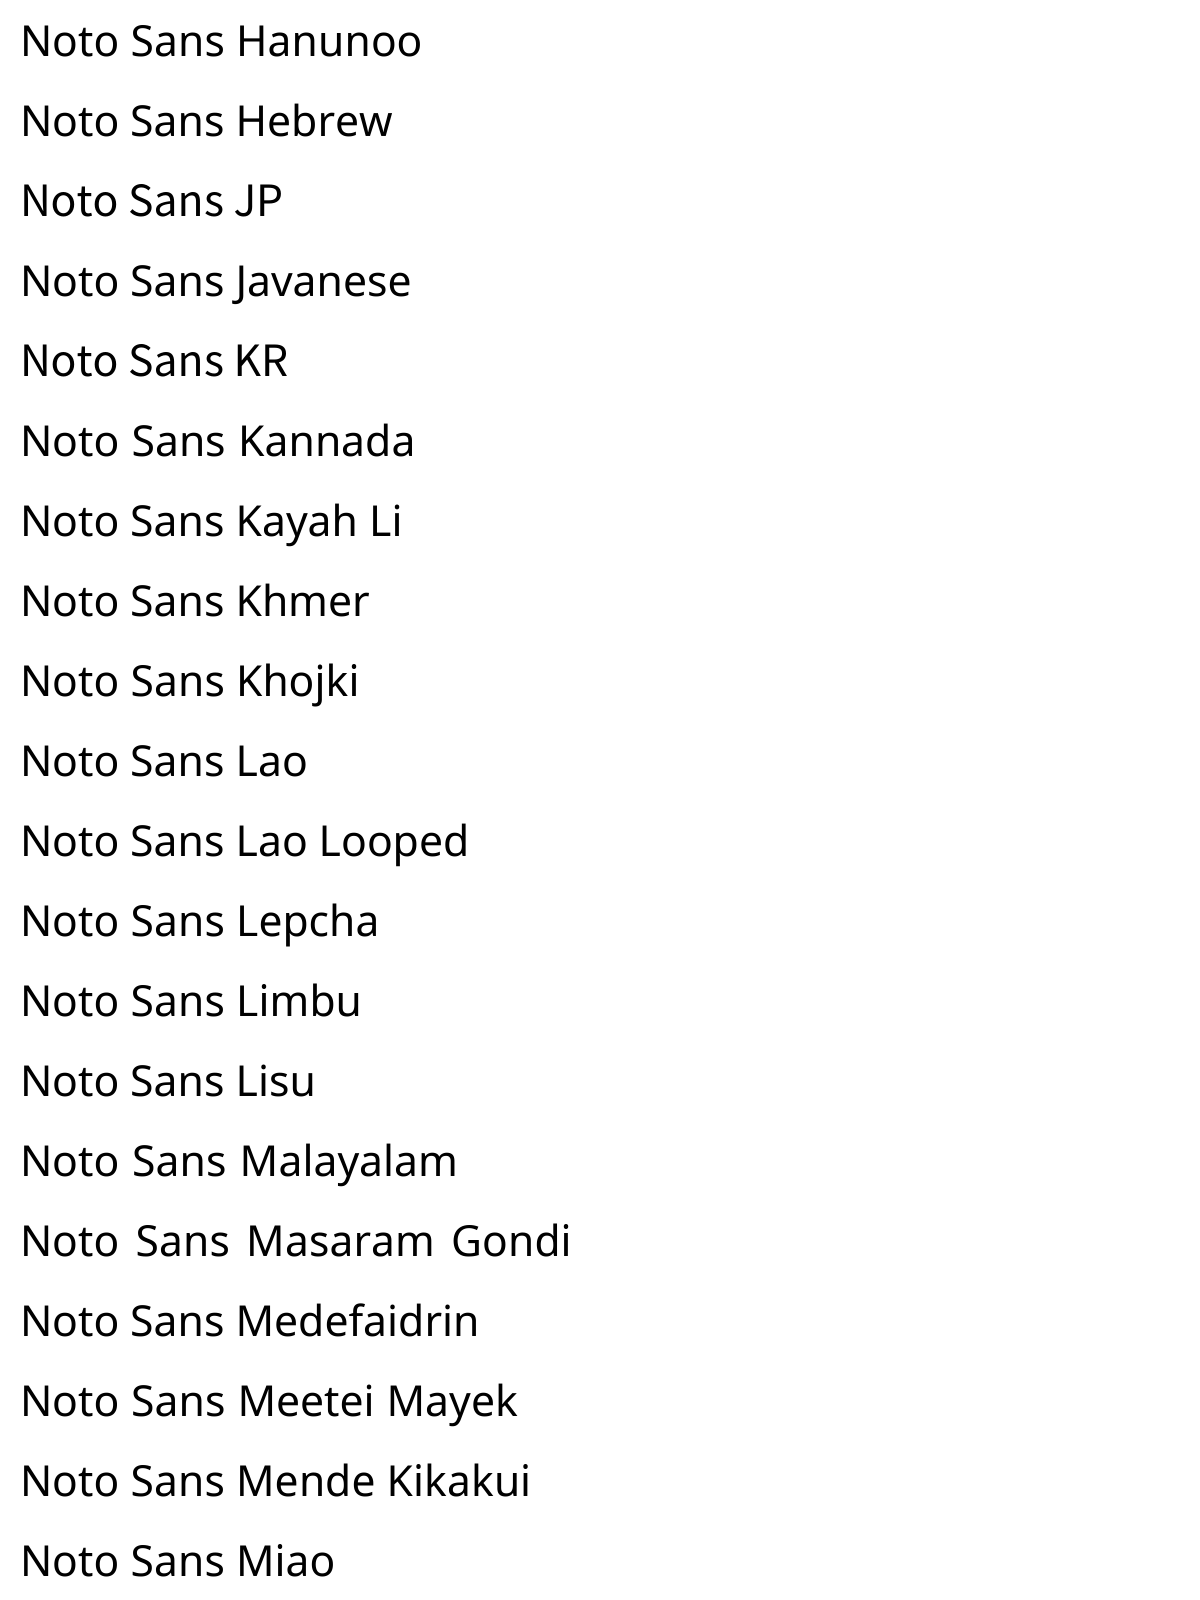 Noto Sans Hanunoo
Noto Sans Hebrew
Noto Sans JP
Noto Sans Javanese
Noto Sans KR
Noto Sans Kannada
Noto Sans Kayah Li
Noto Sans Khmer
Noto Sans Khojki
Noto Sans Lao
Noto Sans Lao Looped
Noto Sans Lepcha
Noto Sans Limbu
Noto Sans Lisu
Noto Sans Malayalam
Noto Sans Masaram Gondi
Noto Sans Medefaidrin
Noto Sans Meetei Mayek
Noto Sans Mende Kikakui
Noto Sans Miao